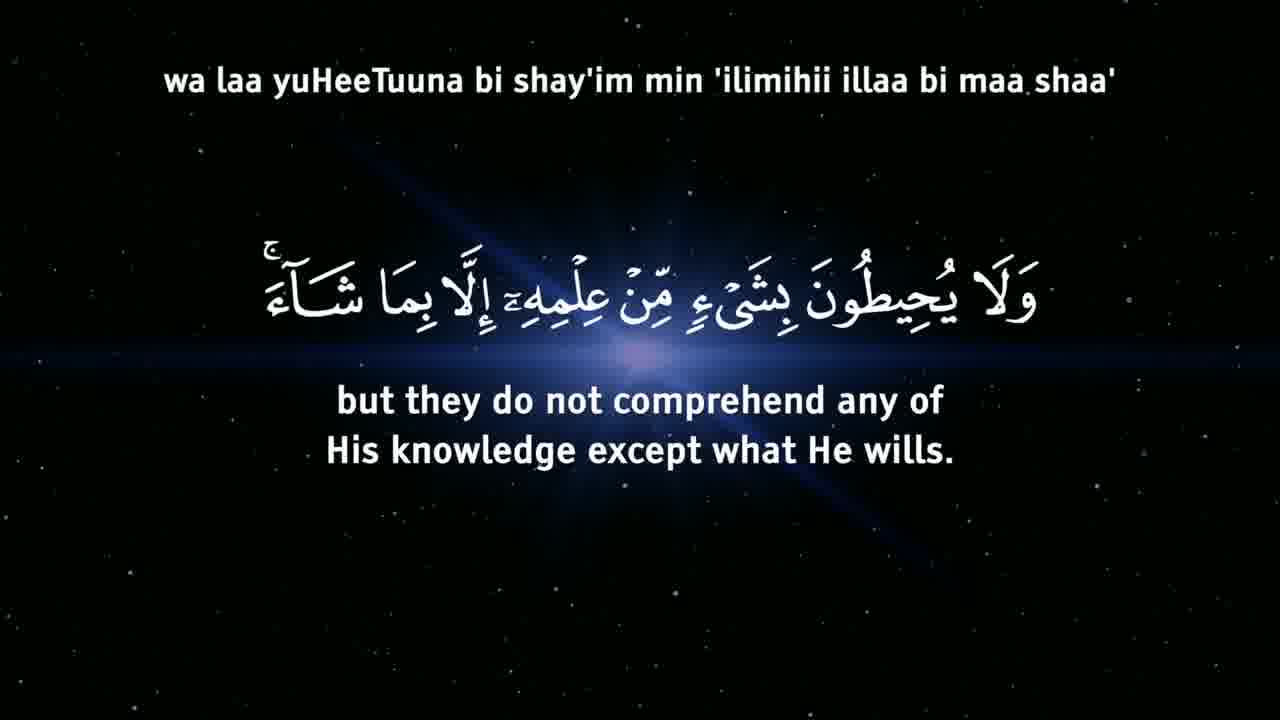 wa laa yuHeeTuuna bi shay'im min 'ilimihii illaa bi maa shaa'
وَلَا يُحِيطُونَ بِشَىْءٍ مِّنْ عِلْمِهِۦٓ إِلَّا بِمَا شَآءَ ۚ
but they do not comprehend any of
His knowledge except what He wills.